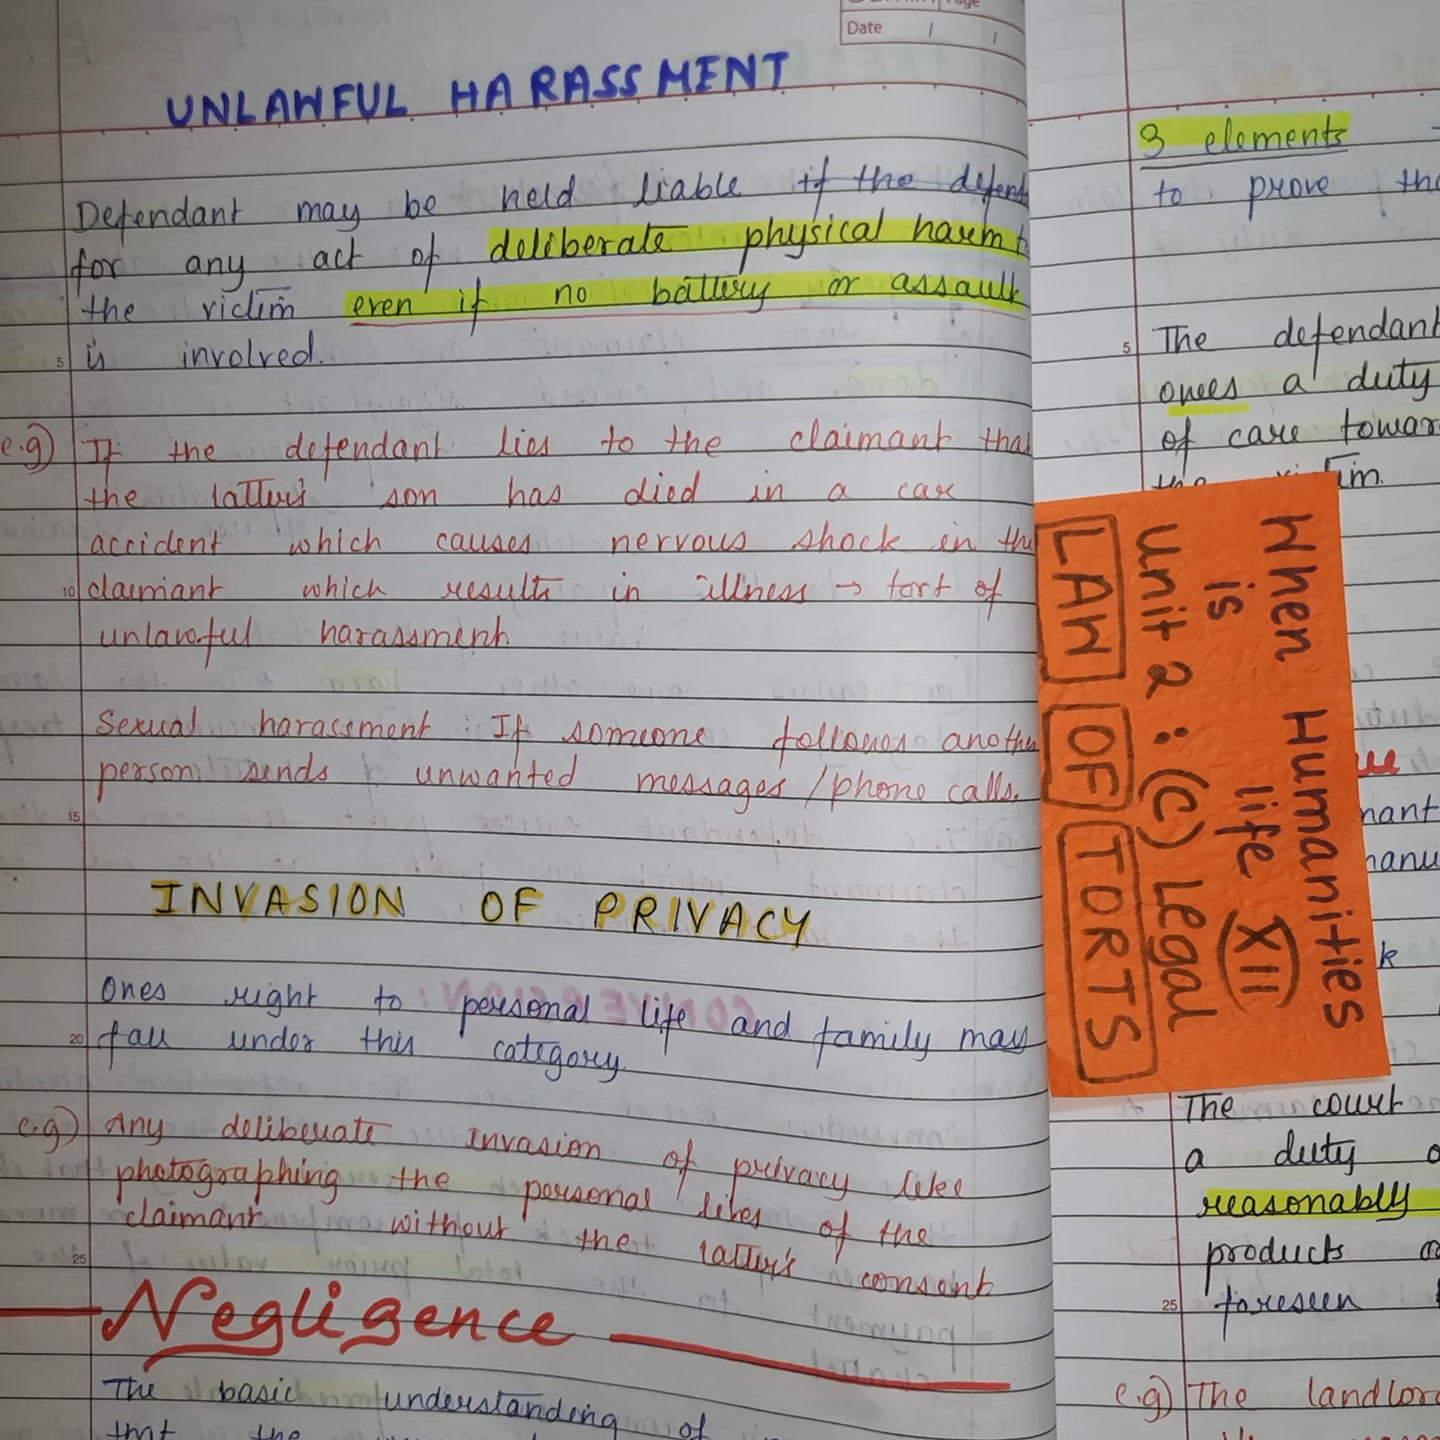 Date / /
UNLAWFUL HARASSMENT
Defendant may be held liable if the defend
for any act of deliberate physical harm t
the victim even if no battery or assault
5 is involved.
e.g) If the defendant lies to the claimant that
the latter's son has died in a car
accident which causes nervous shock in the
10 claimant which results in illness → tort of
unlawful harassment
Sexual harassment : If someone follows another
person, sends unwanted messages / phone calls.
15
INVASION OF PRIVACY
Ones right to personal life and family may
20 fall under this category.
e.g) Any deliberate invasion of privacy like
photographing the personal lives of the
claimant without the latter's consent
25
Negligence
The basic understanding of
that the
3 elements -
to prove tha
5 The defendant
owes a duty
of care towar
the victim.
When Humanities
is life XII
Unit 2 : (C) Legal
LAW OF TORTS
nant
nanu
k
The court
a duty o
reasonably
products
25 foreseen
e.g) The landlor